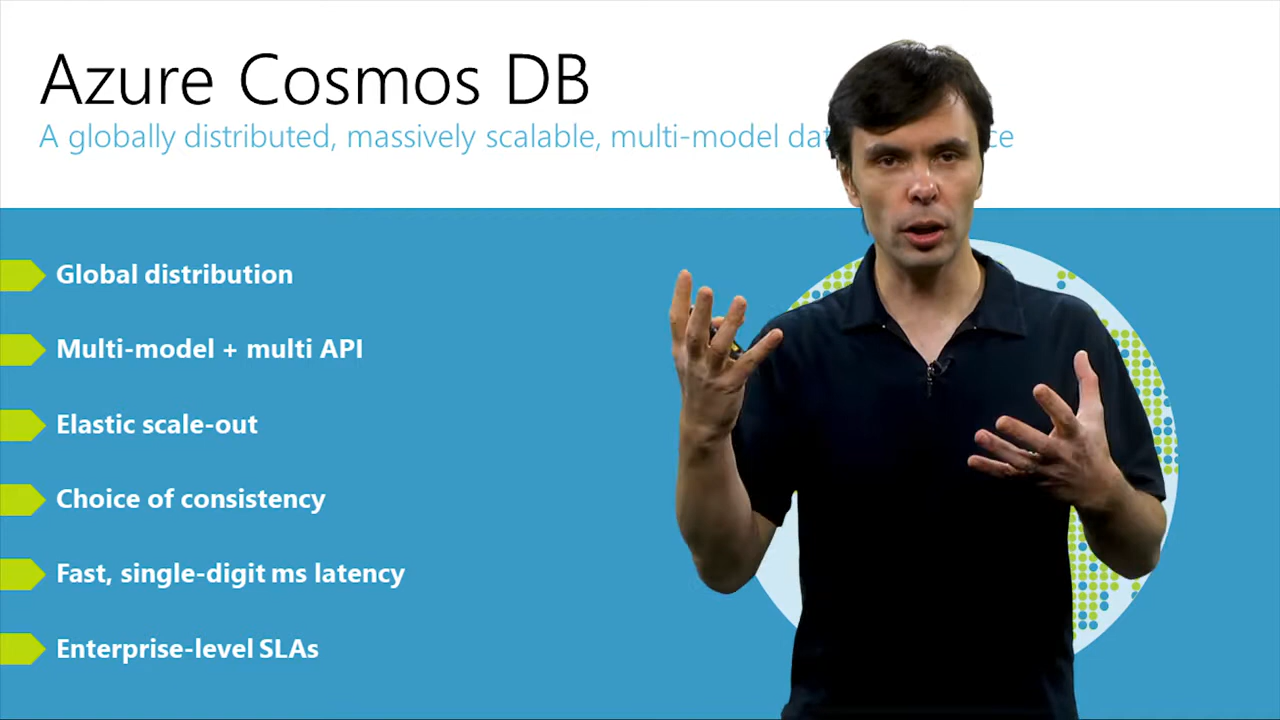 Azure Cosmos DB
A globally distributed, massively scalable, multi-model
Global distribution
Multi-model + multi API
Elastic scale-out
Choice of consistency
Fast, single-digit ms latency
Enterprise-level SLAs